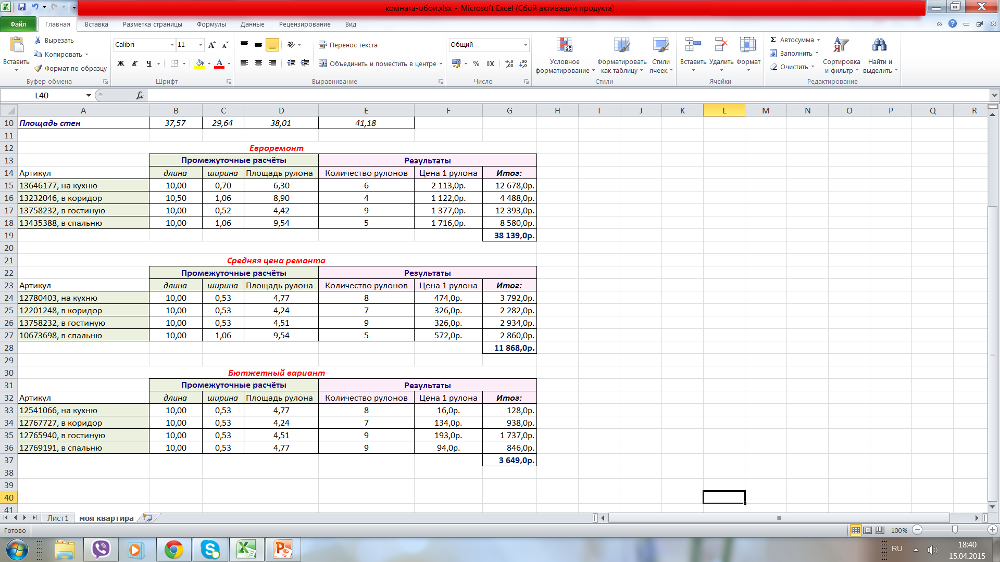 комната-обои.xlsx - Microsoft Excel (Сбой активации продукта)
Файл Главная Вставка Разметка страницы Формулы Данные Рецензирование Вид
Вставить
Вырезать
Копировать
Формат по образцу
Буфер обмена
Calibri 11
Ж К Ч
Шрифт
Перенос текста
Объединить и поместить в центре
Выравнивание
Общий
% 000
Число
Условное форматирование
Форматировать как таблицу
Стили ячеек
Стили
Вставить Удалить Формат
Ячейки
Σ Автосумма
Заполнить
Очистить
Сортировка и фильтр
Найти и выделить
Редактирование
L40 fx
A B C D E F G H I J K L M N O P Q R
10 Площадь стен 37,57 29,64 38,01 41,18
11
12 Евроремонт
13 Промежуточные расчёты Результаты
14 Артикул длина ширина Площадь рулона Количество рулонов Цена 1 рулона Итог:
15 13646177, на кухню 10,00 0,70 6,30 6 2 113,0р. 12 678,0р.
16 13232046, в коридор 10,50 1,06 8,90 4 1 122,0р. 4 488,0р.
17 13758232, в гостиную 10,00 0,52 4,42 9 1 377,0р. 12 393,0р.
18 13435388, в спальню 10,00 1,06 9,54 5 1 716,0р. 8 580,0р.
19 38 139,0р.
20
21 Средняя цена ремонта
22 Промежуточные расчёты Результаты
23 Артикул длина ширина Площадь рулона Количество рулонов Цена 1 рулона Итог:
24 12780403, на кухню 10,00 0,53 4,77 8 474,0р. 3 792,0р.
25 12201248, в коридор 10,00 0,53 4,24 7 326,0р. 2 282,0р.
26 13758232, в гостиную 10,00 0,53 4,51 9 326,0р. 2 934,0р.
27 10673698, в спальню 10,00 1,06 9,54 5 572,0р. 2 860,0р.
28 11 868,0р.
29
30 Бютжетный вариант
31 Промежуточные расчёты Результаты
32 Артикул длина ширина Площадь рулона Количество рулонов Цена 1 рулона Итог:
33 12541066, на кухню 10,00 0,53 4,77 8 16,0р. 128,0р.
34 12767727, в коридор 10,00 0,53 4,24 7 134,0р. 938,0р.
35 12765940, в гостиную 10,00 0,53 4,51 9 193,0р. 1 737,0р.
36 12769191, в спальню 10,00 0,53 4,77 9 94,0р. 846,0р.
37 3 649,0р.
38
39
40
41
Лист1 моя квартира
Готово 100%
RU 18:40
15.04.2015